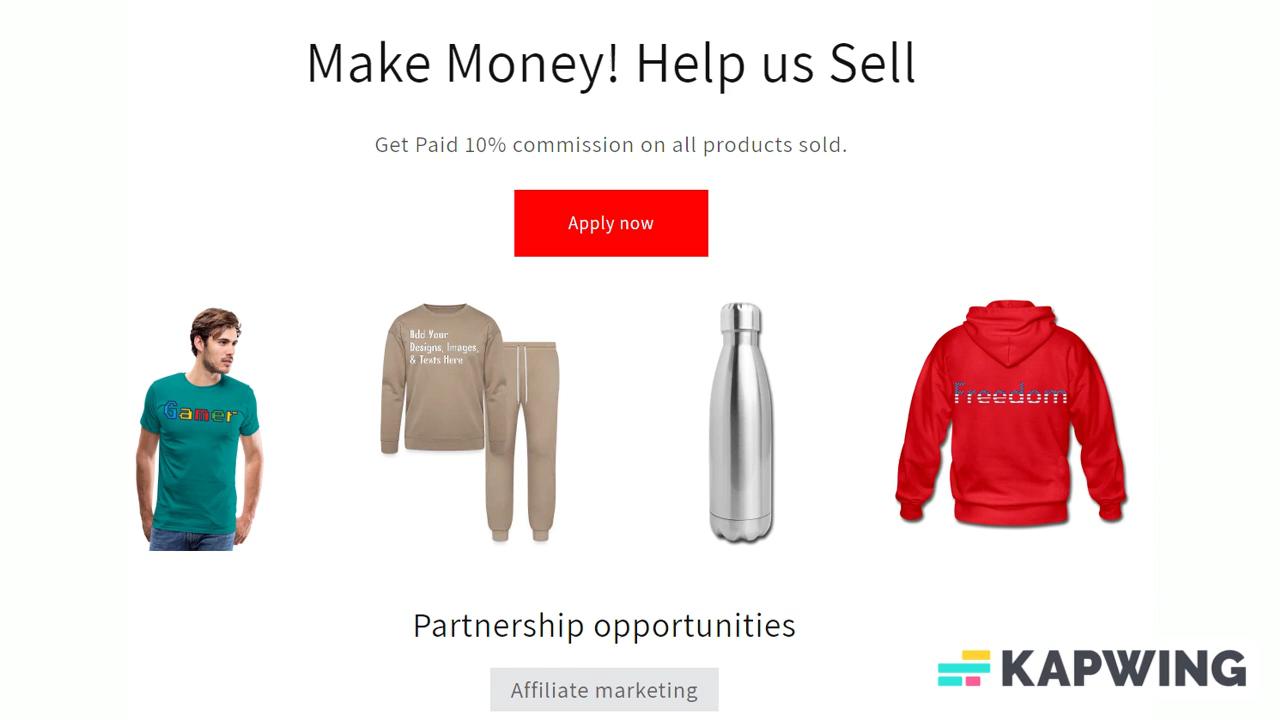 Make Money! Help us Sell
Get Paid 10% commission on all products sold.
Apply now
Gamer
Add Your
Designs, Images,
& Texts Here
Freedom
Partnership opportunities
Affiliate marketing
KAPWING